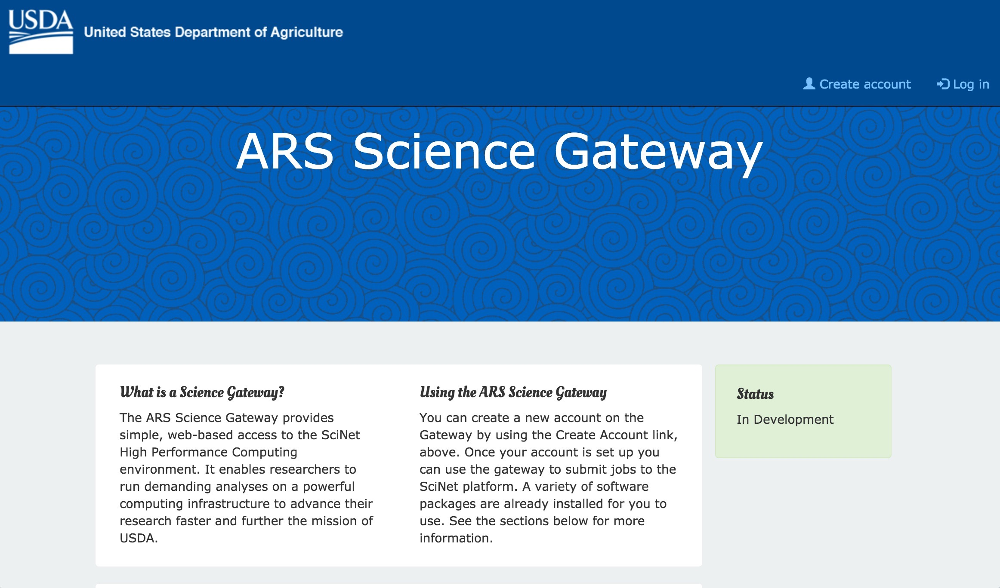 USDA
United States Department of Agriculture
Create account
Log in
ARS Science Gateway
What is a Science Gateway?
The ARS Science Gateway provides
simple, web-based access to the SciNet
High Performance Computing
environment. It enables researchers to
run demanding analyses on a powerful
computing infrastructure to advance their
research faster and further the mission of
USDA.
Using the ARS Science Gateway
You can create a new account on the
Gateway by using the Create Account link,
above. Once your account is set up you
can use the gateway to submit jobs to the
SciNet platform. A variety of software
packages are already installed for you to
use. See the sections below for more
information.
Status
In Development